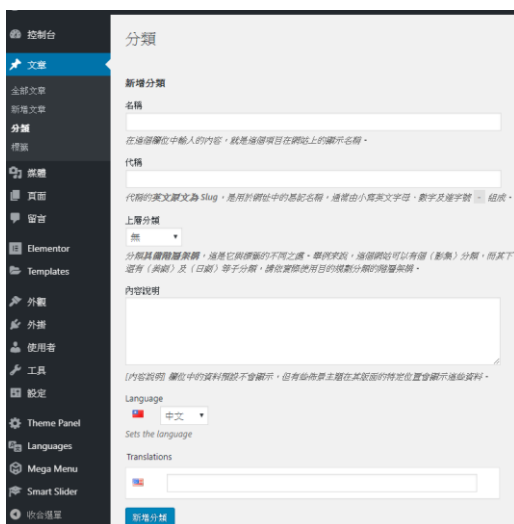 控制台
文章
全部文章
新增文章
分類
標籤
媒體
頁面
留言
Elementor
Templates
外觀
外掛
使用者
工具
設定
Theme Panel
Languages
Mega Menu
Smart Slider
收合選單
分類
新增分類
名稱
在這個欄位中輸入的內容，就是這個項目在網站上的顯示名稱。
代稱
代稱的英文原文為 Slug，是用於網址中的易記名稱，通常由小寫英文字母、數字及連字號 - 組成。
上層分類
無
分類具備階層架構，這是它與標籤的不同之處。舉例來說，這個網站可以有個〈影集〉分類，而其下
還有〈美劇〉及〈日劇〉等子分類，請依實際使用目的規劃分類的階層架構。
內容說明
[內容說明] 欄位中的資料預設不會顯示，但有些佈景主題在其版面的特定位置會顯示這些資料。
Language
中文
Sets the language
Translations
新增分類